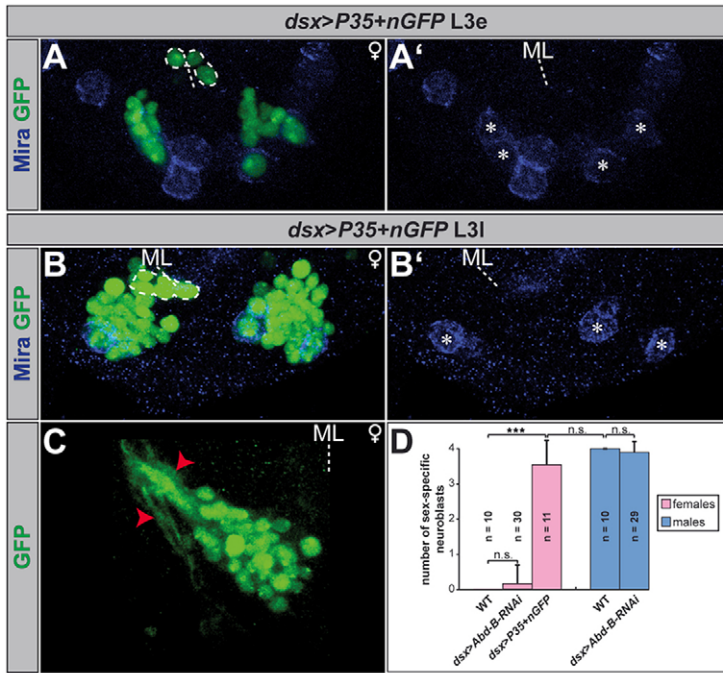 dsx>P35+nGFP L3e
Mira GFP
A
♀
A'
ML
* * * *
dsx>P35+nGFP L3l
Mira GFP
B
ML
♀
B'
ML
* * *
GFP
C
ML
♀
D
n.s.
n.s.
***
4
2
0
number of sex-specific
neuroblasts
n = 10
n = 30
n = 11
n = 10
n = 29
n.s.
females
males
WT
dsx>Abd-B-RNAi
dsx>P35+nGFP
WT
dsx>Abd-B-RNAi